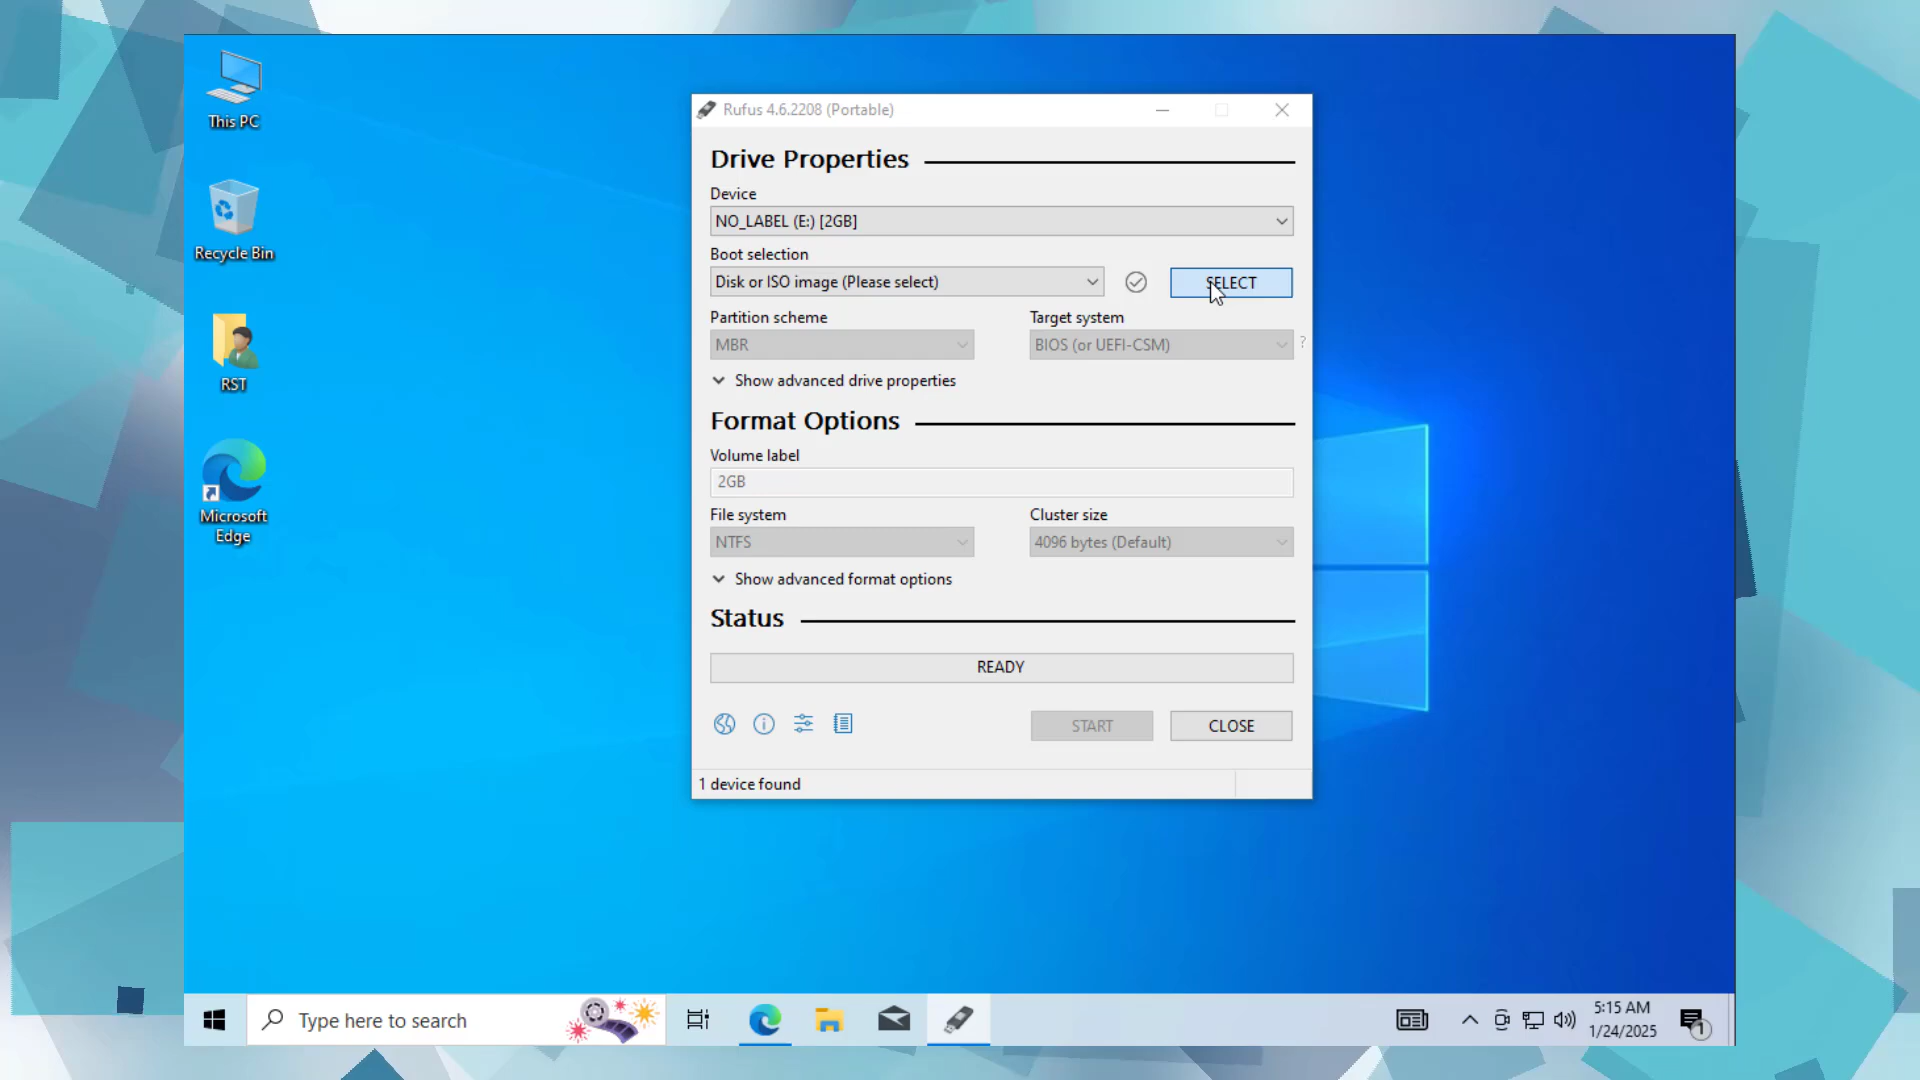 This PC
Recycle Bin
RST
Microsoft
Edge
Rufus 4.6.2208 (Portable)
Drive Properties
Device
NO_LABEL (E:) [2GB]
Boot selection
Disk or ISO image (Please select)
SELECT
Partition scheme
Target system
MBR
BIOS (or UEFI-CSM)
?
Show advanced drive properties
Format Options
Volume label
2GB
File system
Cluster size
NTFS
4096 bytes (Default)
Show advanced format options
Status
READY
START
CLOSE
1 device found
Type here to search
5:15 AM
1/24/2025
1